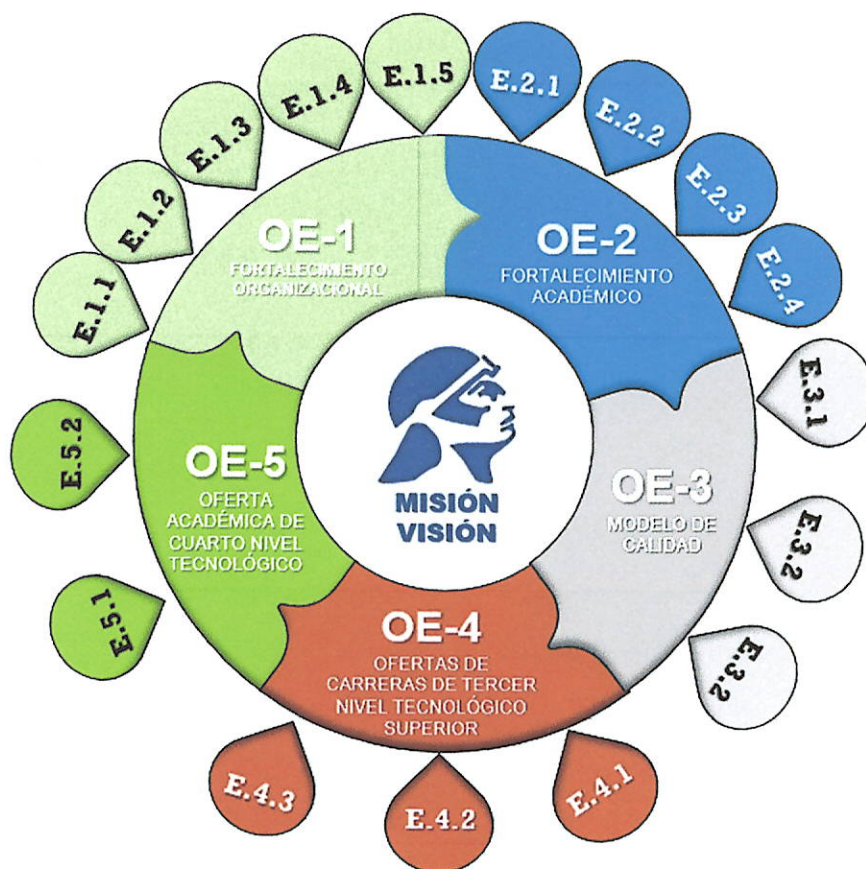 E.1.1
E.1.2
E.1.3
E.1.4
E.1.5
E.2.1
E.2.2
E.2.3
E.2.4
E.3.1
E.3.2
E.3.2
E.4.1
E.4.2
E.4.3
E.5.1
E.5.2
OE-1
FORTALECIMIENTO
ORGANIZACIONAL
OE-2
FORTALECIMIENTO
ACADÉMICO
OE-3
MODELO DE
CALIDAD
OE-4
OFERTAS DE
CARRERAS DE TERCER
NIVEL TECNOLÓGICO
SUPERIOR
OE-5
OFERTA
ACADÉMICA DE
CUARTO NIVEL
TECNOLÓGICO
MISIÓN
VISIÓN